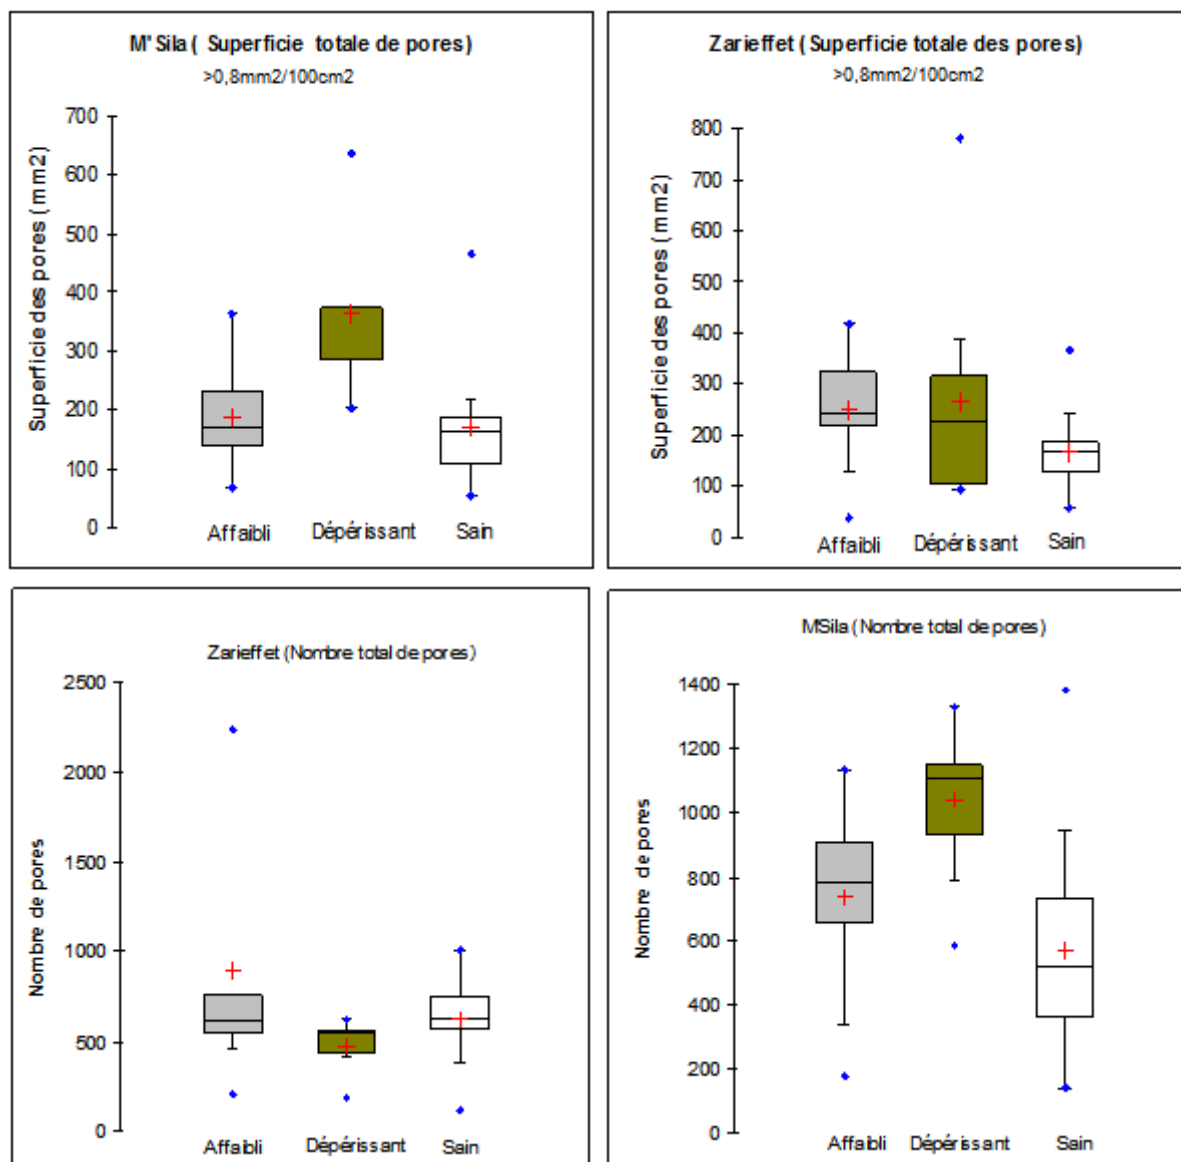 M'Sila ( Superficie totale de pores)
>0,8mm2/100cm2
Superficie des pores (mm2)
700
600
500
400
300
200
100
0
Affaibli
Dépérissant
Sain
Zarieffet (Superficie totale des pores)
>0,8mm2/100cm2
Superficie des pores (mm2)
800
700
600
500
400
300
200
100
0
Affaibli
Dépérissant
Sain
Zarieffet (Nombre total de pores)
Nombre de pores
2500
2000
1500
1000
500
0
Affaibli
Dépérissant
Sain
M'Sila (Nombre total de pores)
Nombre de pores
1400
1200
1000
800
600
400
200
0
Affaibli
Dépérissant
Sain